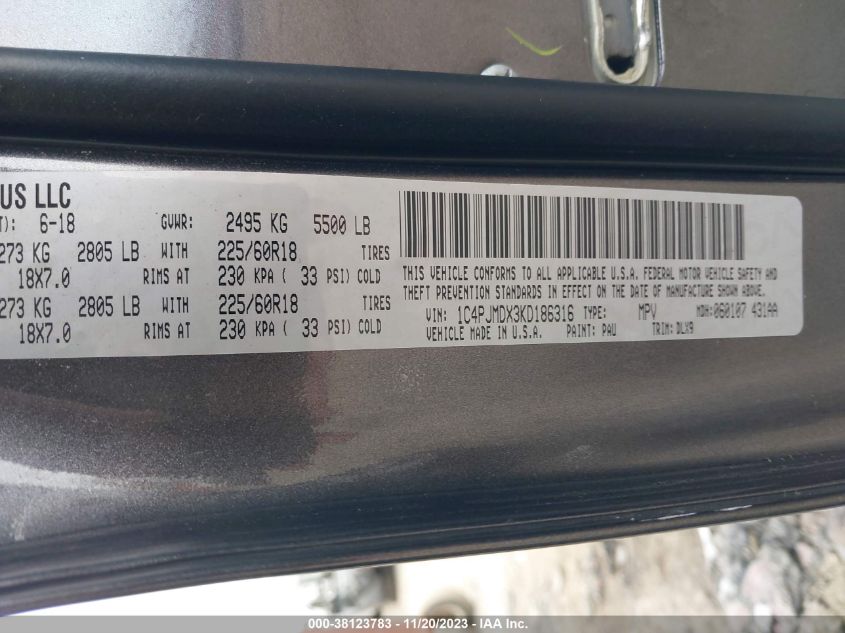 US LLC
T): 6-18 GVWR: 2495 KG 5500 LB
273 KG 2805 LB WITH 225/60R18 TIRES
18X7.0 RIMS AT 230 KPA ( 33 PSI) COLD
273 KG 2805 LB WITH 225/60R18 TIRES
18X7.0 RIMS AT 230 KPA ( 33 PSI) COLD
THIS VEHICLE CONFORMS TO ALL APPLICABLE U.S.A. FEDERAL MOTOR VEHICLE SAFETY AND
THEFT PREVENTION STANDARDS IN EFFECT ON THE DATE OF MANUFACTURE SHOWN ABOVE.
VIN: 1C4PJMDX3KD186316 TYPE: MPV MDH:060107 431AA
VEHICLE MADE IN U.S.A. PAINT: PAU TRIM: DLX9
000-38123783 - 11/20/2023 - IAA Inc.